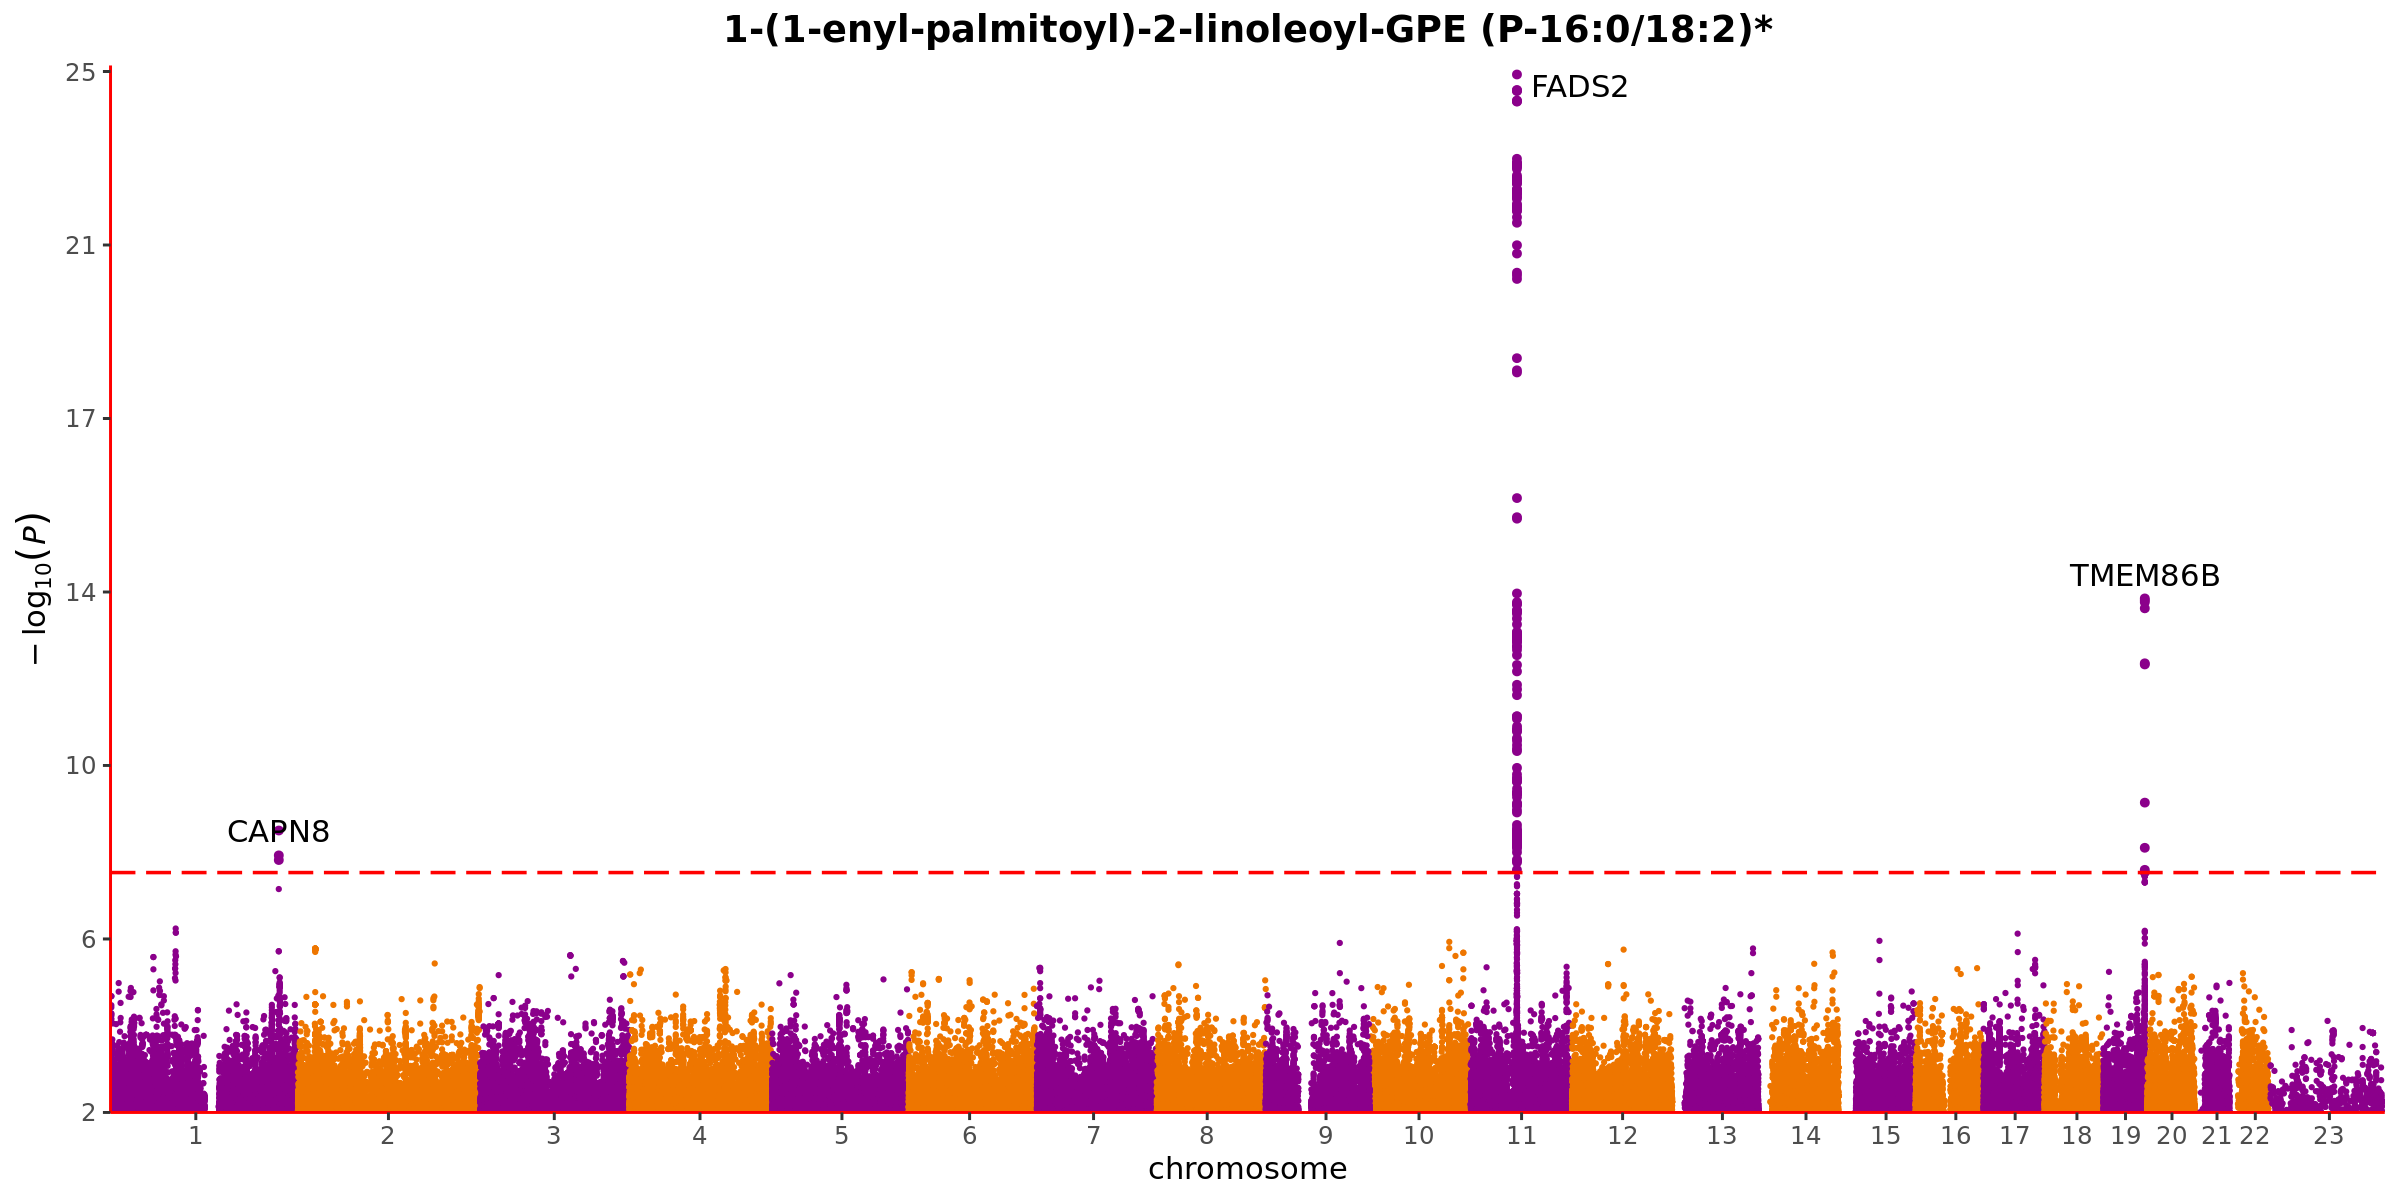 1-(1-enyl-palmitoyl)-2-linoleoyl-GPE (P-16:0/18:2)*
25
FADS2
21
17
14
TMEM86B
10
CAPN8
6
2
− log10(P)
1 2 3 4 5 6 7 8 9 10 11 12 13 14 15 16 17 18 19 20 21 22 23
chromosome